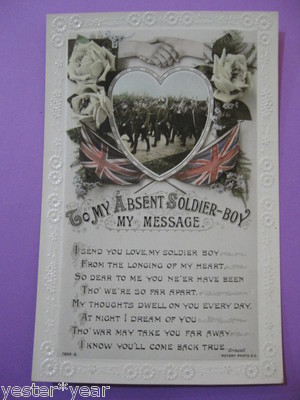 To My Absent Soldier-Boy
My Message.
I send you love, my soldier boy
From the longing of my heart,
So dear to me you ne'er have been
Tho' we're so far apart.
My thoughts dwell on you every day,
At night I dream of you
Tho' war may take you far away
I know you'll come back true.
Rotary Photo. E.C.
yester*year